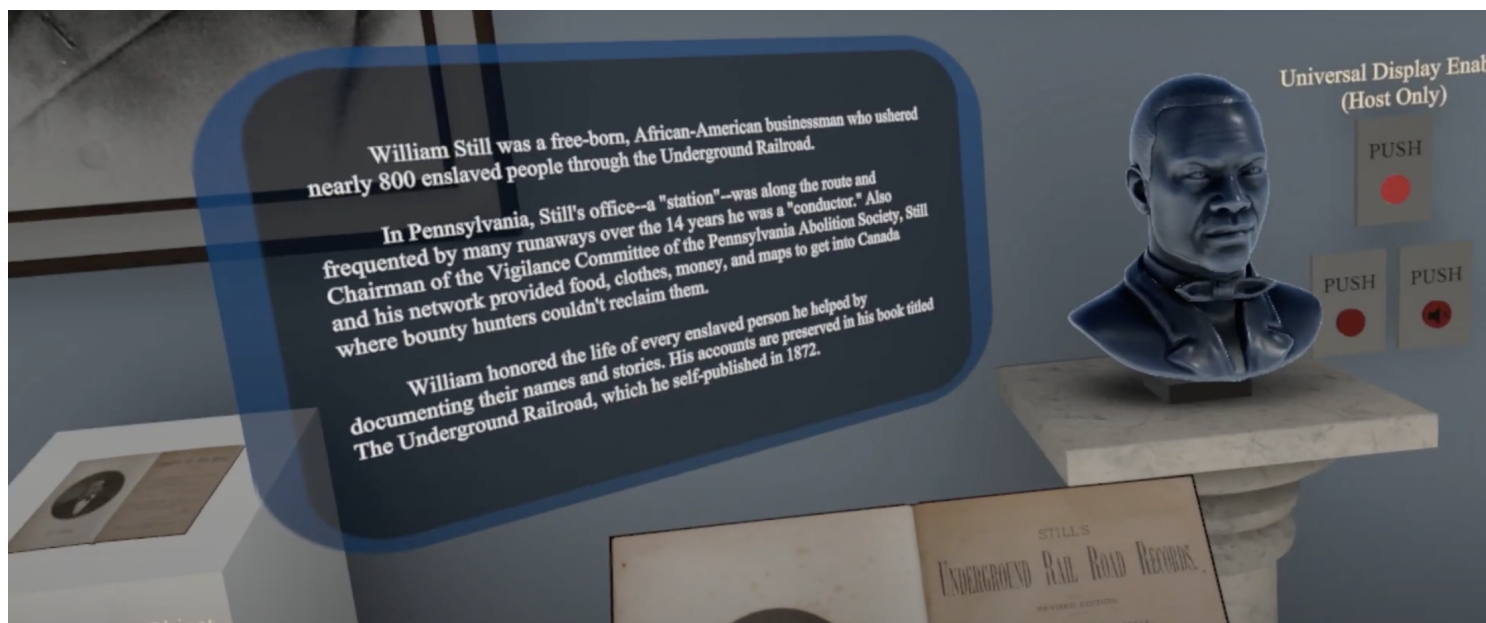 William Still was a free-born, African-American businessman who ushered
nearly 800 enslaved people through the Underground Railroad.
In Pennsylvania, Still's office--a "station"--was along the route and
frequented by many runaways over the 14 years he was a "conductor." Also
Chairman of the Vigilance Committee of the Pennsylvania Abolition Society, Still
and his network provided food, clothes, money, and maps to get into Canada
where bounty hunters couldn't reclaim them.
William honored the life of every enslaved person he helped by
documenting their names and stories. His accounts are preserved in his book titled
The Underground Railroad, which he self-published in 1872.
Universal Display
(Host Only)
PUSH
PUSH
PUSH
STILL'S
UNDERGROUND RAIL ROAD RECORDS.
REVISED EDITION